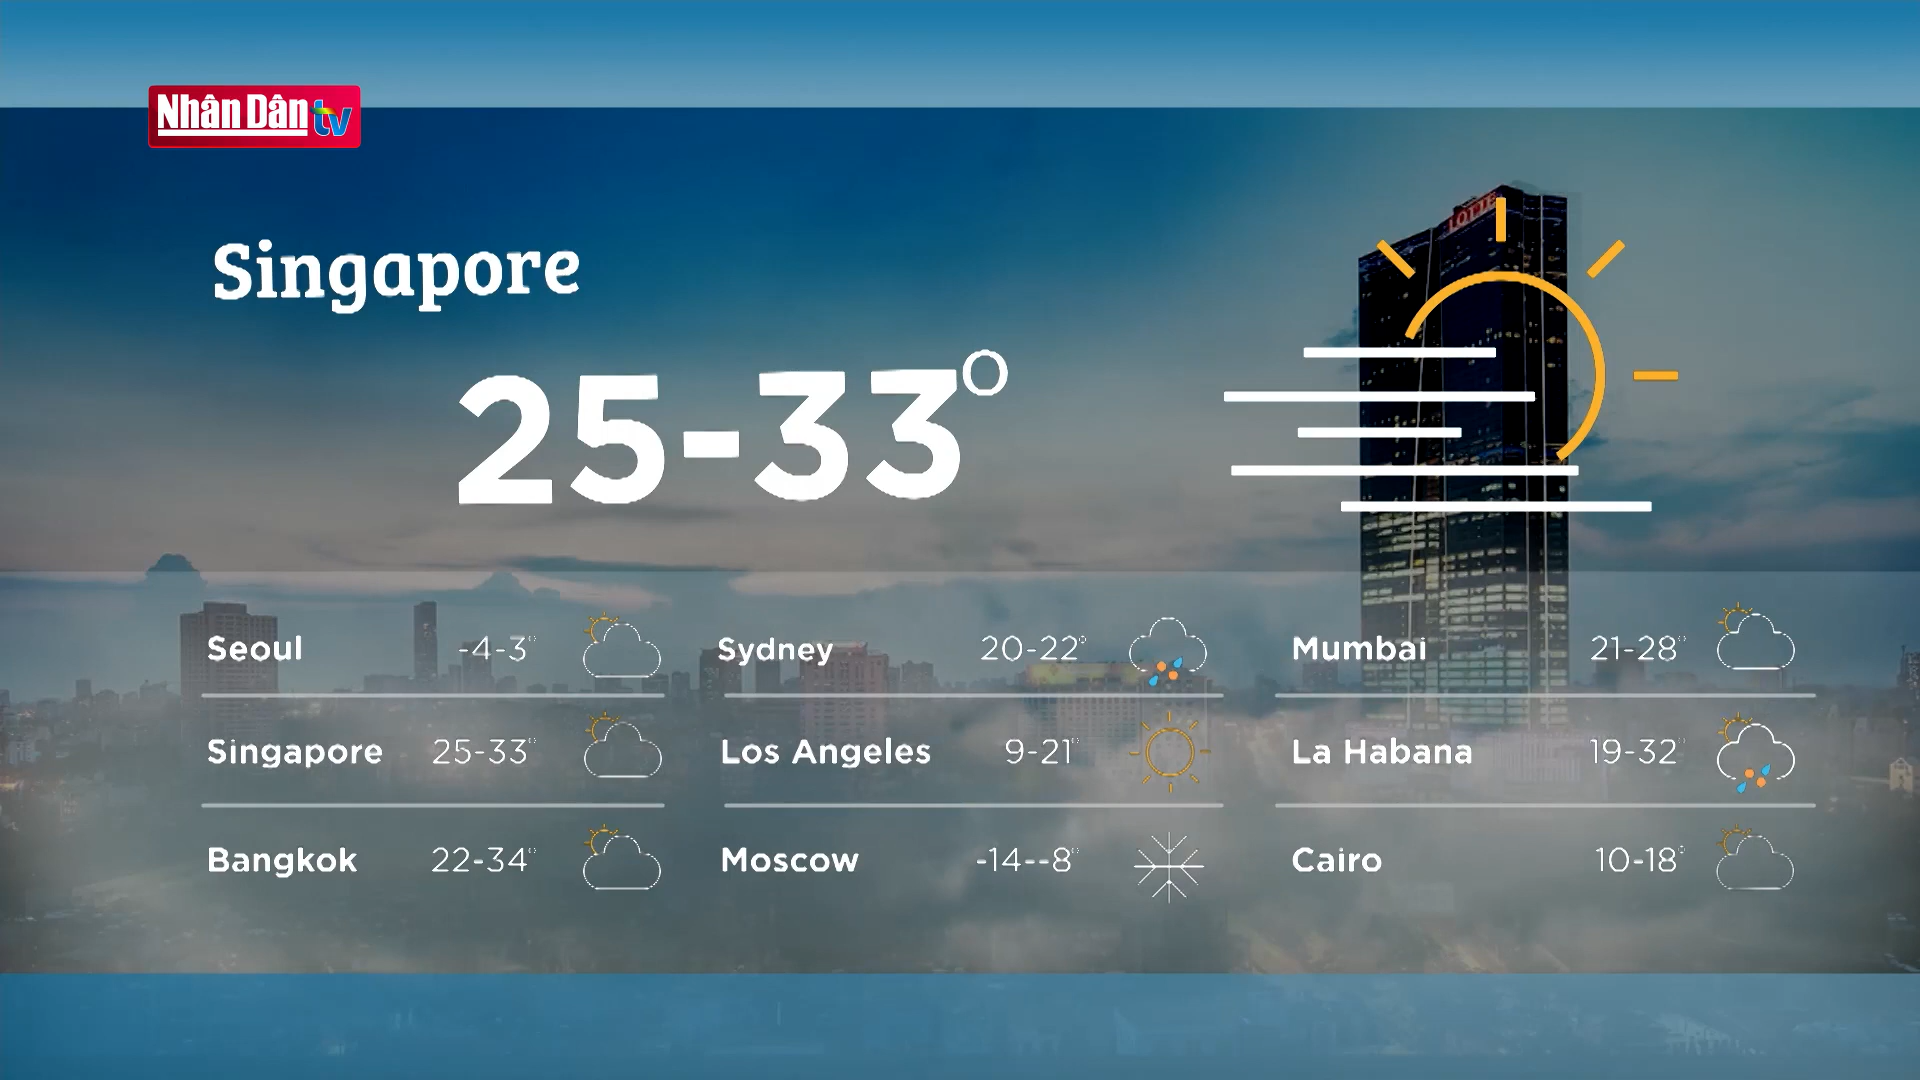 Nhân Dân tv
LOTTE
Singapore
25-33°
Seoul -4-3°
Sydney 20-22°
Mumbai 21-28°
Singapore 25-33°
Los Angeles 9-21°
La Habana 19-32°
Bangkok 22-34°
Moscow -14--8°
Cairo 10-18°